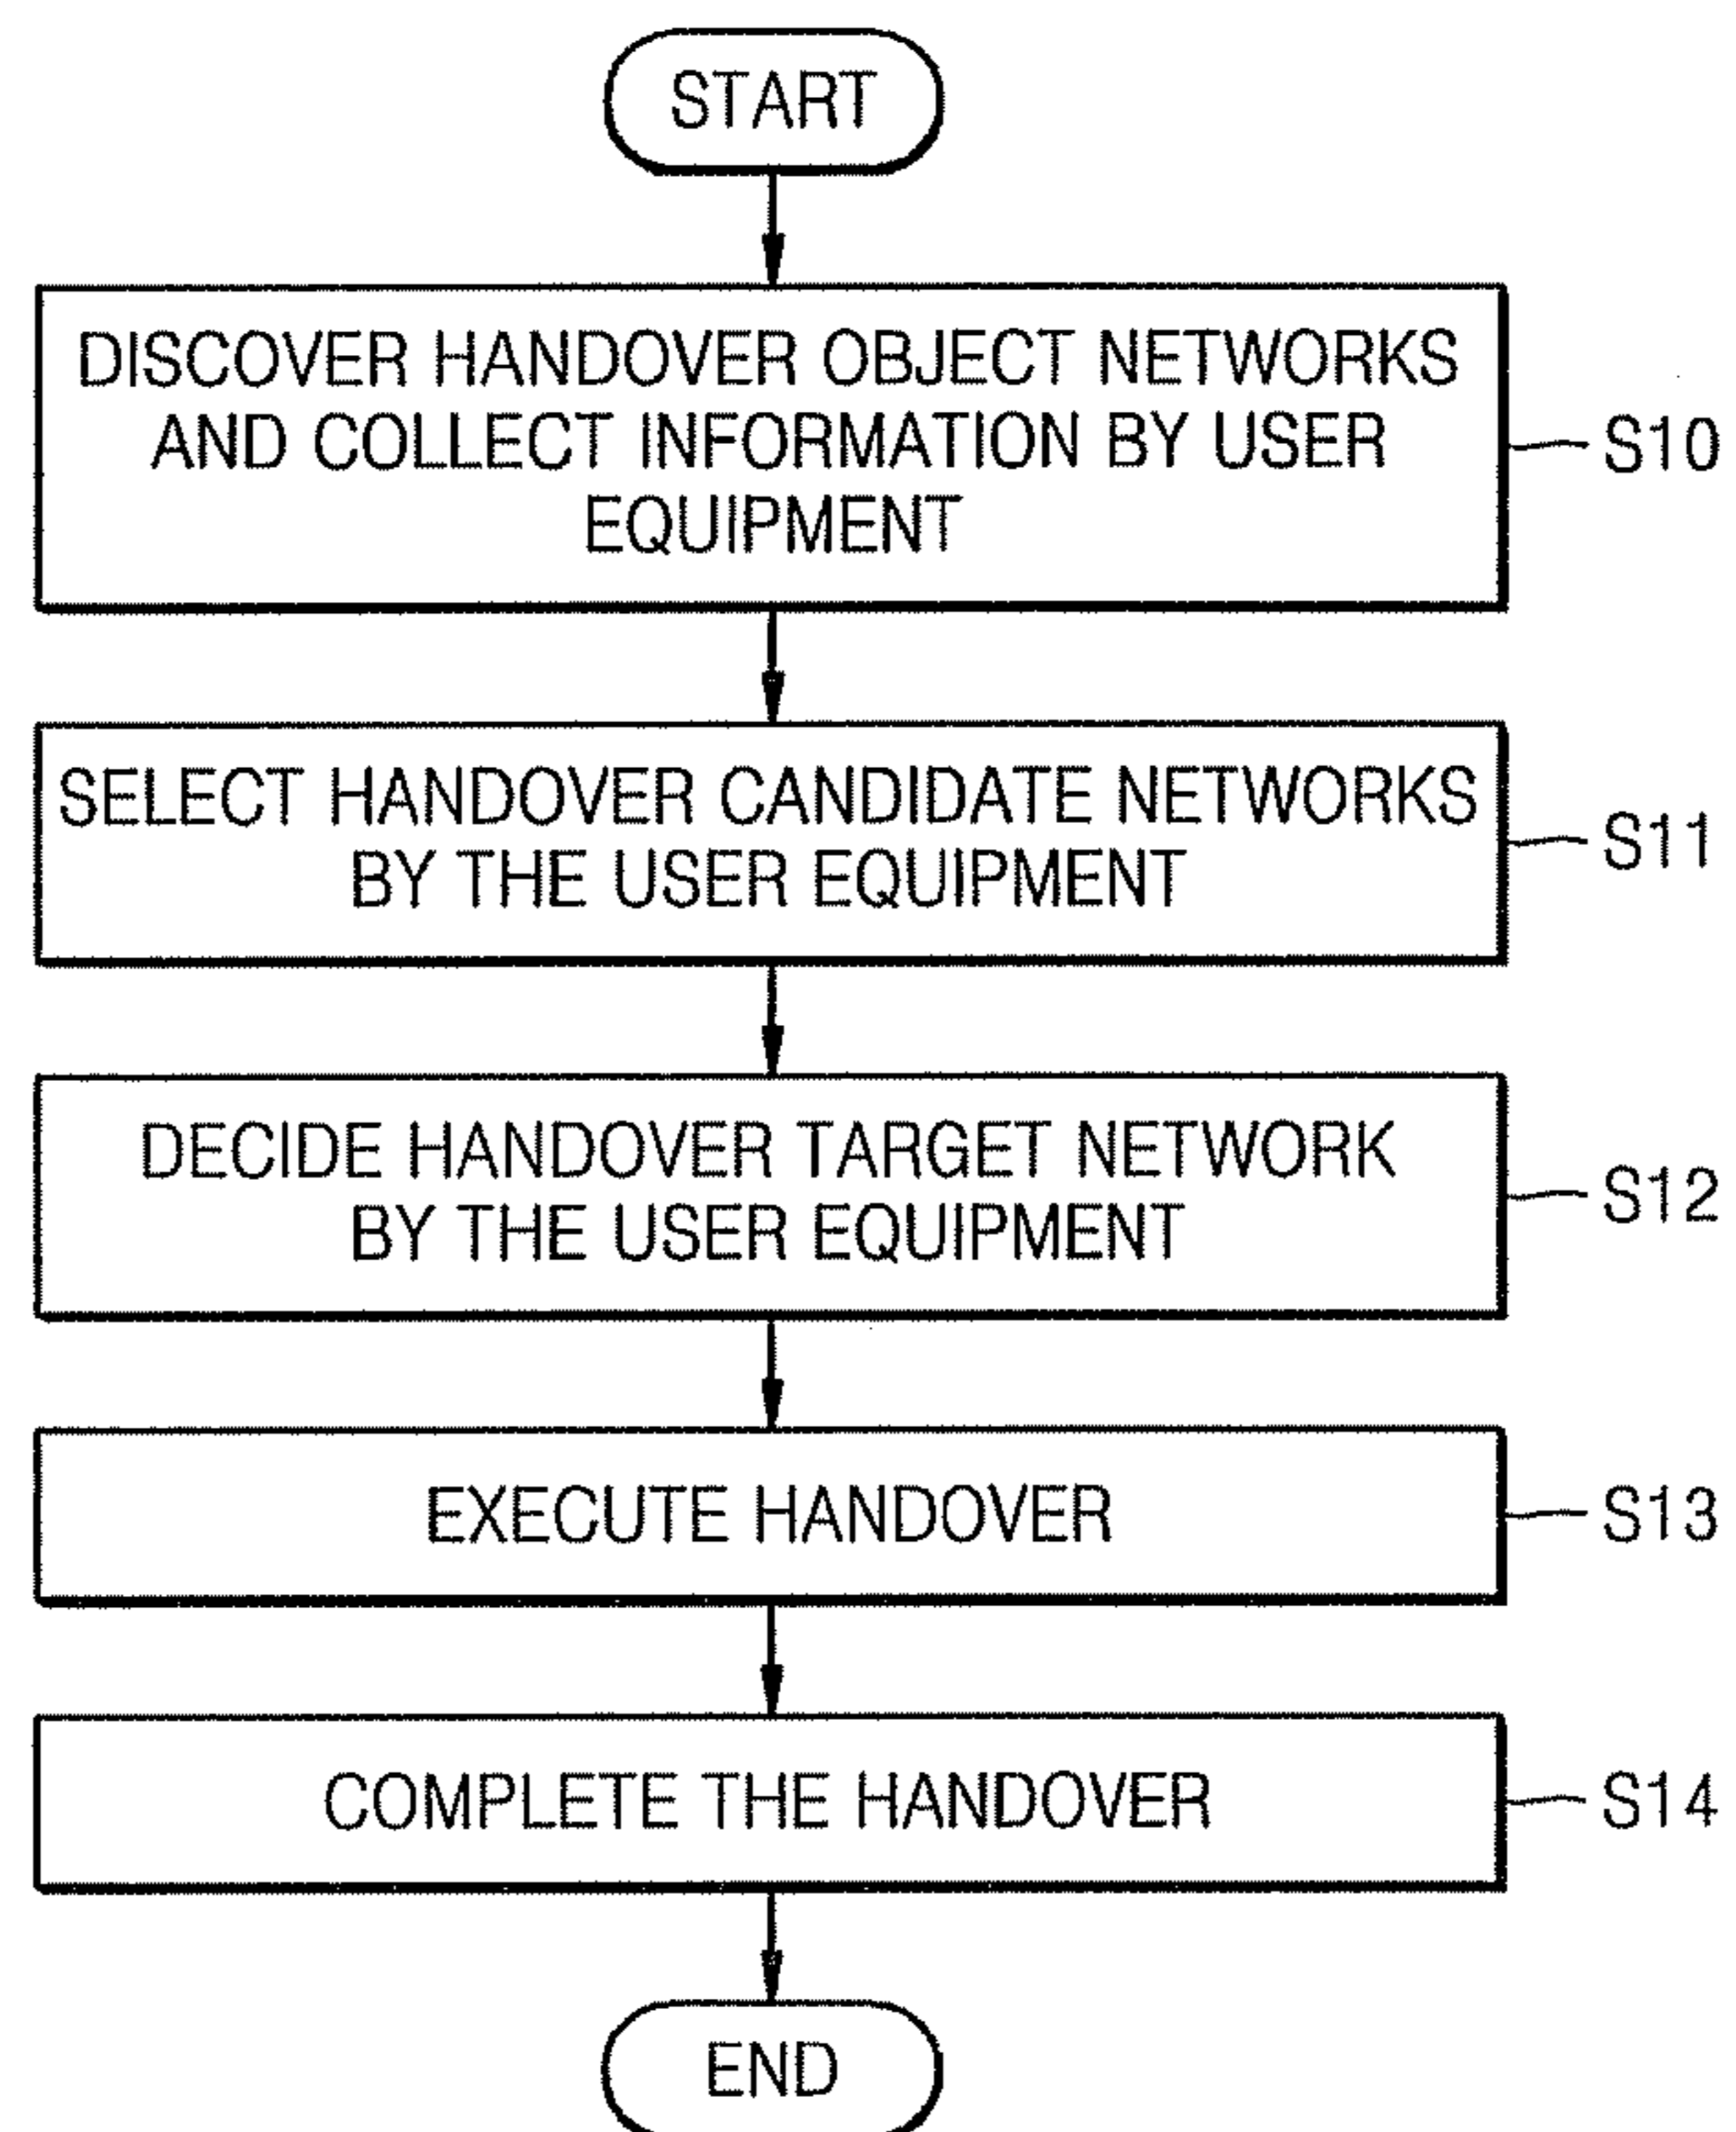 START
DISCOVER HANDOVER OBJECT NETWORKS
AND COLLECT INFORMATION BY USER
EQUIPMENT
S10
SELECT HANDOVER CANDIDATE NETWORKS
BY THE USER EQUIPMENT
S11
DECIDE HANDOVER TARGET NETWORK
BY THE USER EQUIPMENT
S12
EXECUTE HANDOVER
S13
COMPLETE THE HANDOVER
S14
END